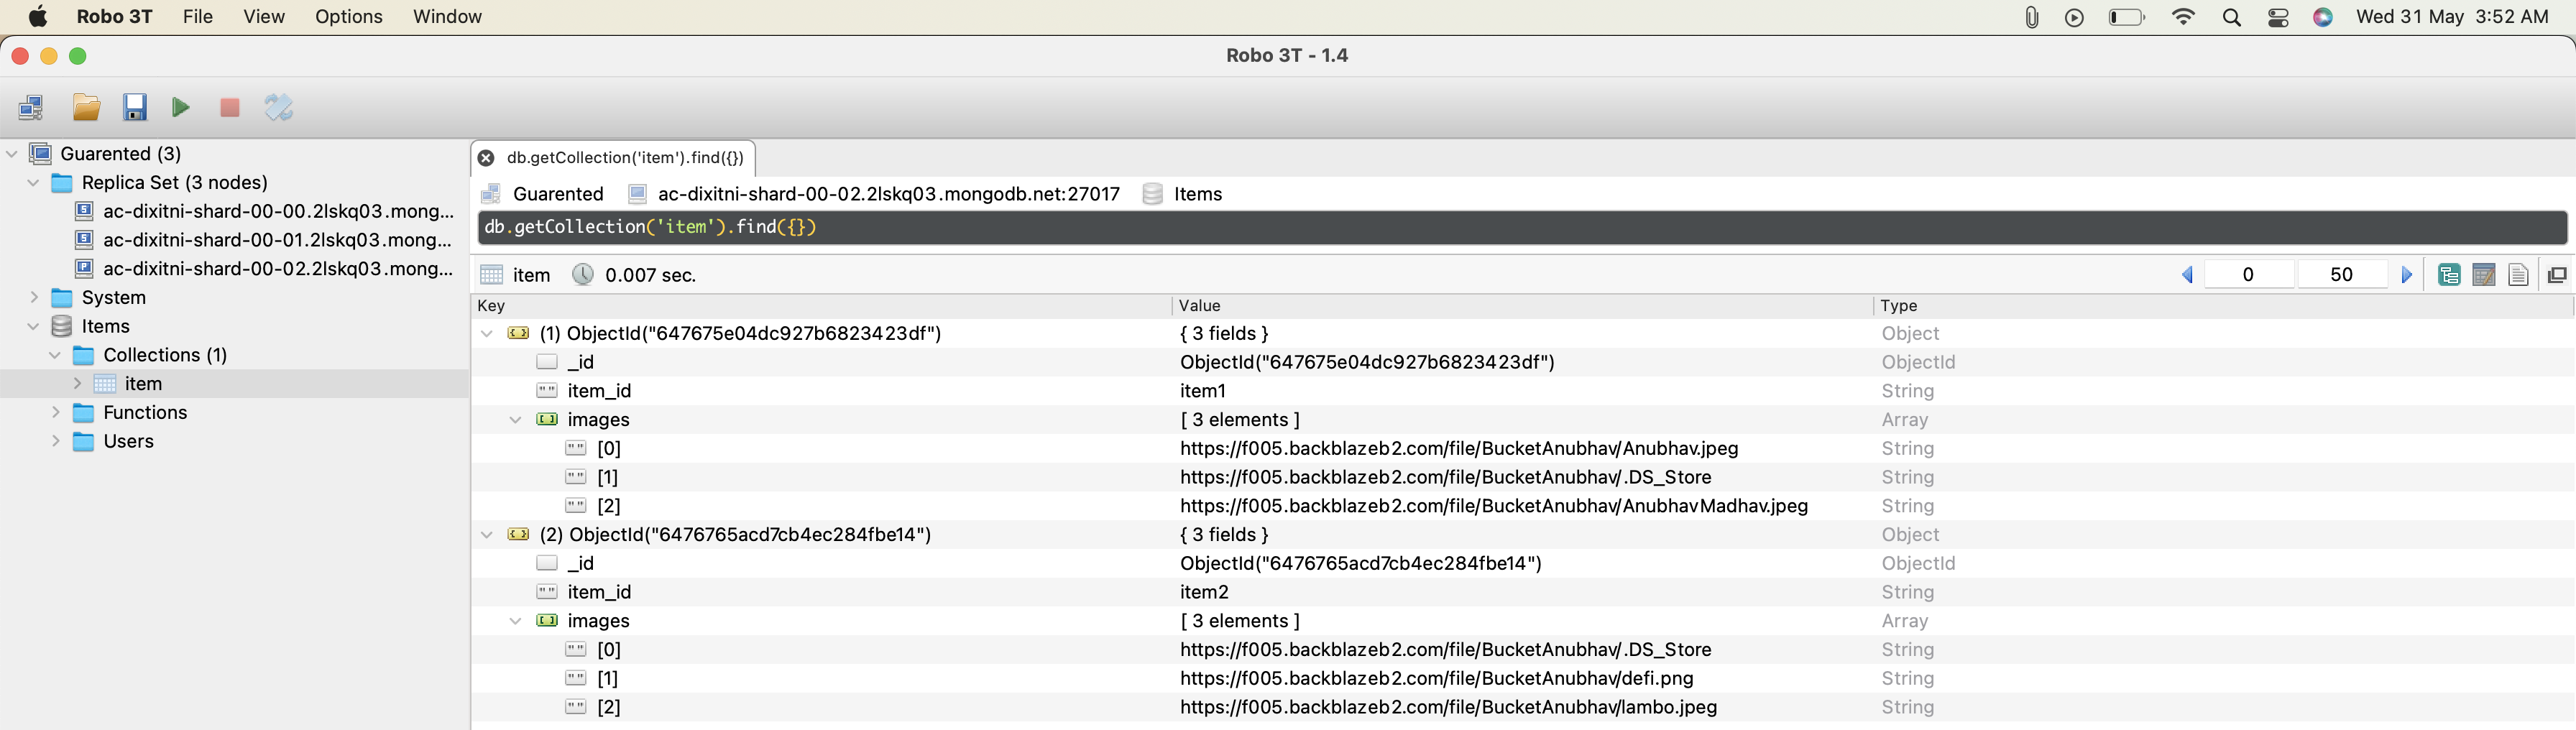 Robo 3T File View Options Window Wed 31 May 3:52 AM
Robo 3T - 1.4
Guarented (3)
Replica Set (3 nodes)
ac-dixitni-shard-00-00.2lskq03.mong...
ac-dixitni-shard-00-01.2lskq03.mong...
ac-dixitni-shard-00-02.2lskq03.mong...
System
Items
Collections (1)
item
Functions
Users
db.getCollection('item').find({})
Guarented ac-dixitni-shard-00-02.2lskq03.mongodb.net:27017 Items
db.getCollection('item').find({})
item 0.007 sec. 0 50
Key Value Type
(1) ObjectId("647675e04dc927b6823423df") { 3 fields } Object
_id ObjectId("647675e04dc927b6823423df") ObjectId
item_id item1 String
images [ 3 elements ] Array
[0] https://f005.backblazeb2.com/file/BucketAnubhav/Anubhav.jpeg String
[1] https://f005.backblazeb2.com/file/BucketAnubhav/.DS_Store String
[2] https://f005.backblazeb2.com/file/BucketAnubhav/AnubhavMadhav.jpeg String
(2) ObjectId("6476765acd7cb4ec284fbe14") { 3 fields } Object
_id ObjectId("6476765acd7cb4ec284fbe14") ObjectId
item_id item2 String
images [ 3 elements ] Array
[0] https://f005.backblazeb2.com/file/BucketAnubhav/.DS_Store String
[1] https://f005.backblazeb2.com/file/BucketAnubhav/defi.png String
[2] https://f005.backblazeb2.com/file/BucketAnubhav/lambo.jpeg String